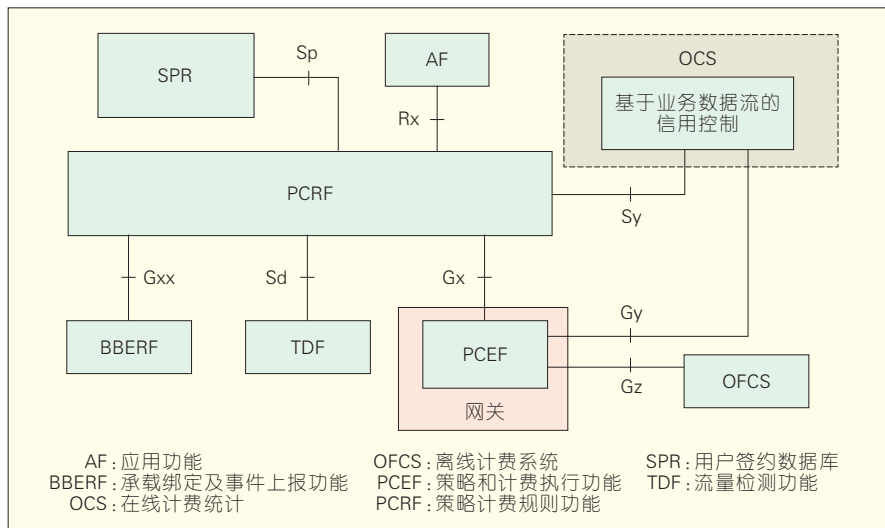 SPR
Sp
AF
Rx
OCS
基于业务数据流的
信用控制
PCRF
Sy
Gxx
Sd
Gx
BBERF
TDF
PCEF
网关
Gy
Gz
OFCS
AF：应用功能
OFCS：离线计费系统
SPR：用户签约数据库
BBERF：承载绑定及事件上报功能
PCEF：策略和计费执行功能
TDF：流量检测功能
OCS：在线计费统计
PCRF：策略计费规则功能